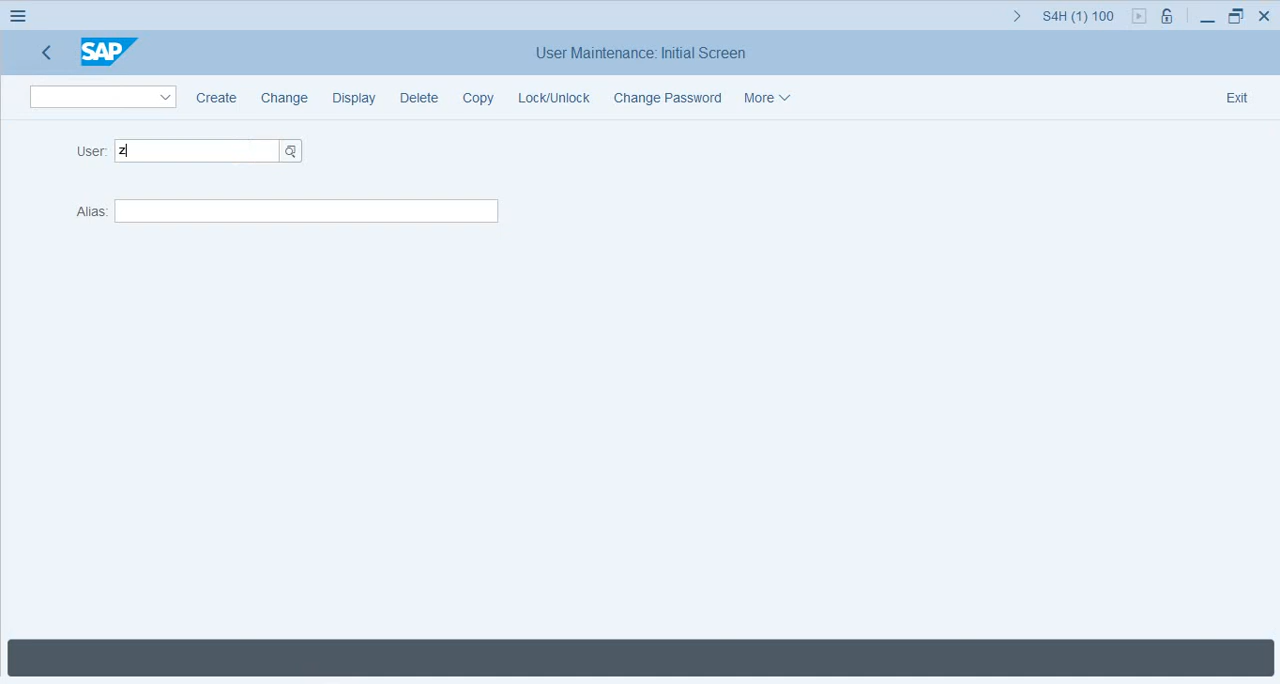 S4H (1) 100
SAP
User Maintenance: Initial Screen
Create Change Display Delete Copy Lock/Unlock Change Password More Exit
User: z
Alias: